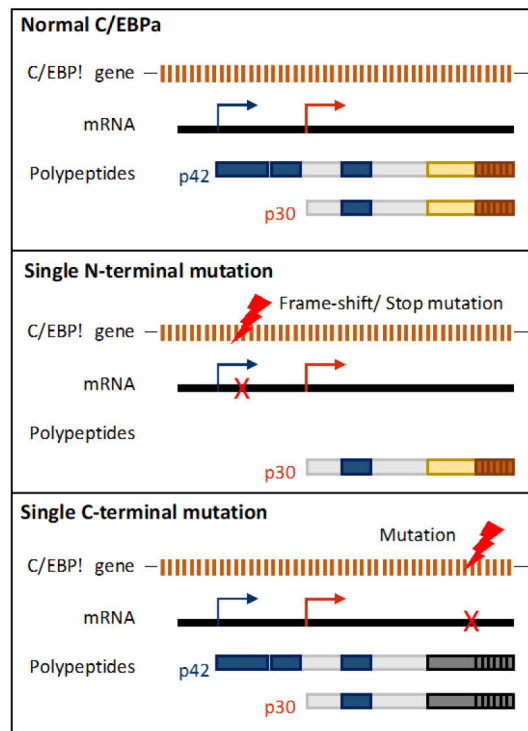 Normal C/EBPa
C/EBP! gene
mRNA
Polypeptides
p42
p30
Single N-terminal mutation
Frame-shift/ Stop mutation
C/EBP! gene
mRNA
X
Polypeptides
p30
Single C-terminal mutation
Mutation
C/EBP! gene
mRNA
X
Polypeptides
p42
p30